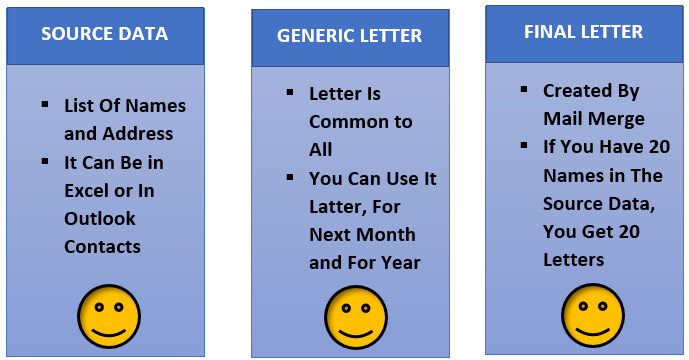 SOURCE DATA
▪ List Of Names
and Address
▪ It Can Be in
Excel or In
Outlook
Contacts
GENERIC LETTER
▪ Letter Is
Common to
All
▪ You Can Use It
Latter, For
Next Month
and For Year
FINAL LETTER
▪ Created By
Mail Merge
▪ If You Have 20
Names in The
Source Data,
You Get 20
Letters